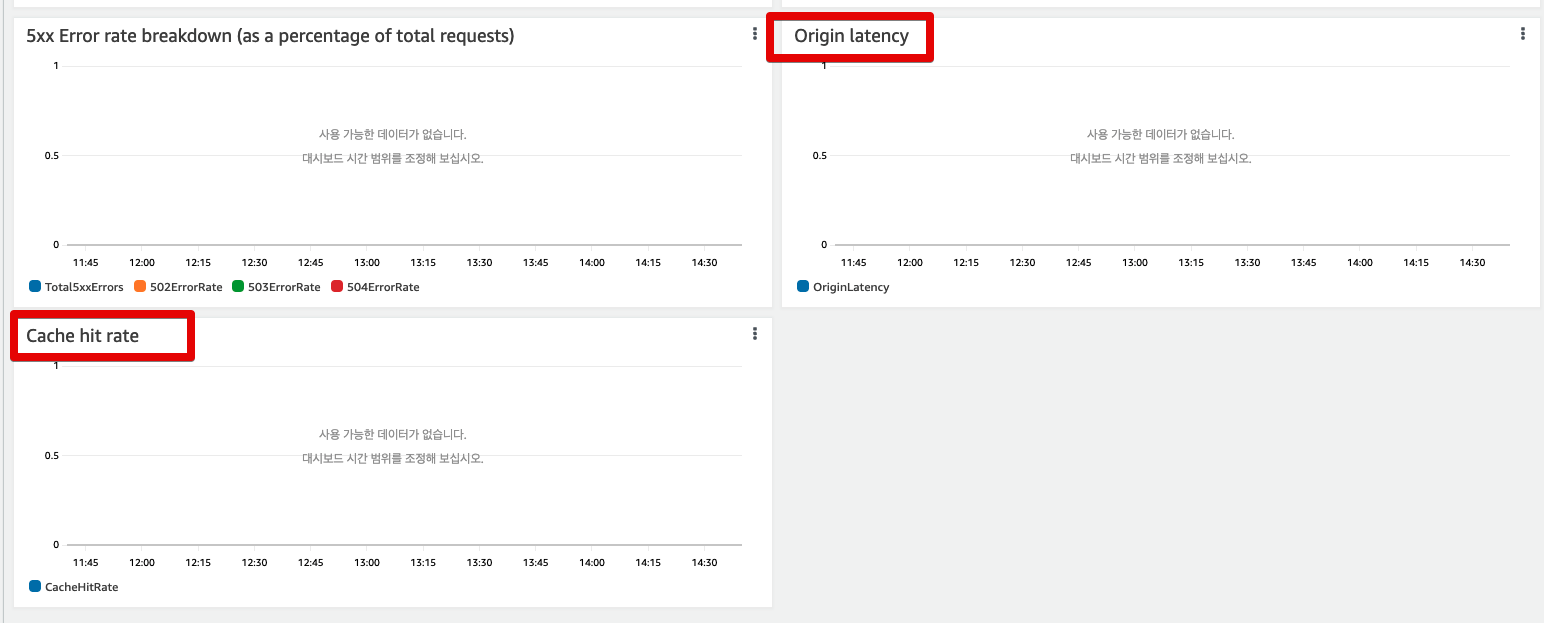 5xx Error rate breakdown (as a percentage of total requests)
1
사용 가능한 데이터가 없습니다.
0.5
대시보드 시간 범위를 조정해 보십시오.
0
11:45 12:00 12:15 12:30 12:45 13:00 13:15 13:30 13:45 14:00 14:15 14:30
Total5xxErrors 502ErrorRate 503ErrorRate 504ErrorRate
Origin latency
1
사용 가능한 데이터가 없습니다.
0.5
대시보드 시간 범위를 조정해 보십시오.
0
11:45 12:00 12:15 12:30 12:45 13:00 13:15 13:30 13:45 14:00 14:15 14:30
OriginLatency
Cache hit rate
1
사용 가능한 데이터가 없습니다.
0.5
대시보드 시간 범위를 조정해 보십시오.
0
11:45 12:00 12:15 12:30 12:45 13:00 13:15 13:30 13:45 14:00 14:15 14:30
CacheHitRate